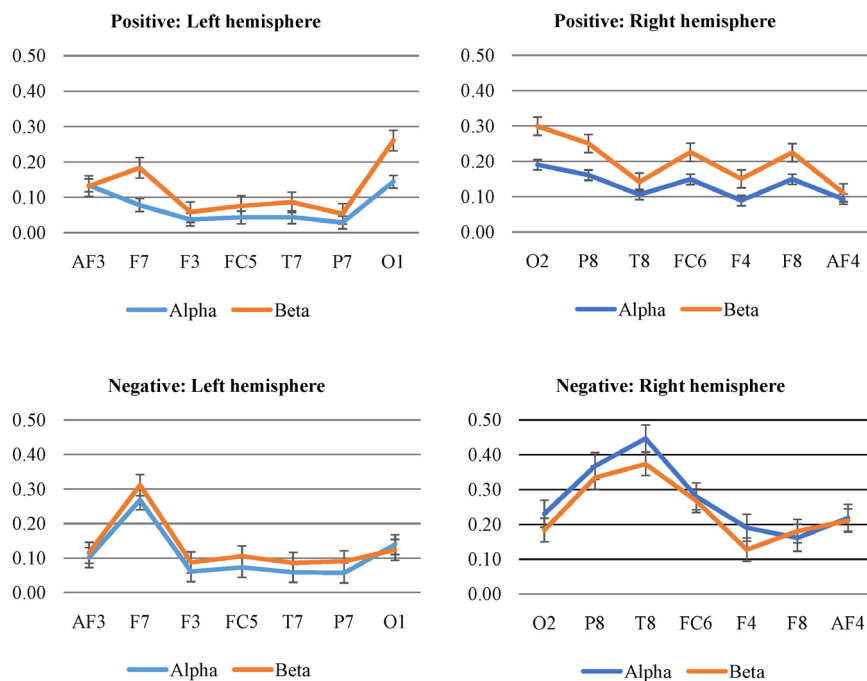 Positive: Left hemisphere
0.50
0.40
0.30
0.20
0.10
0.00
AF3 F7 F3 FC5 T7 P7 O1
Alpha Beta
Positive: Right hemisphere
0.50
0.40
0.30
0.20
0.10
0.00
O2 P8 T8 FC6 F4 F8 AF4
Alpha Beta
Negative: Left hemisphere
0.50
0.40
0.30
0.20
0.10
0.00
AF3 F7 F3 FC5 T7 P7 O1
Alpha Beta
Negative: Right hemisphere
0.50
0.40
0.30
0.20
0.10
0.00
O2 P8 T8 FC6 F4 F8 AF4
Alpha Beta